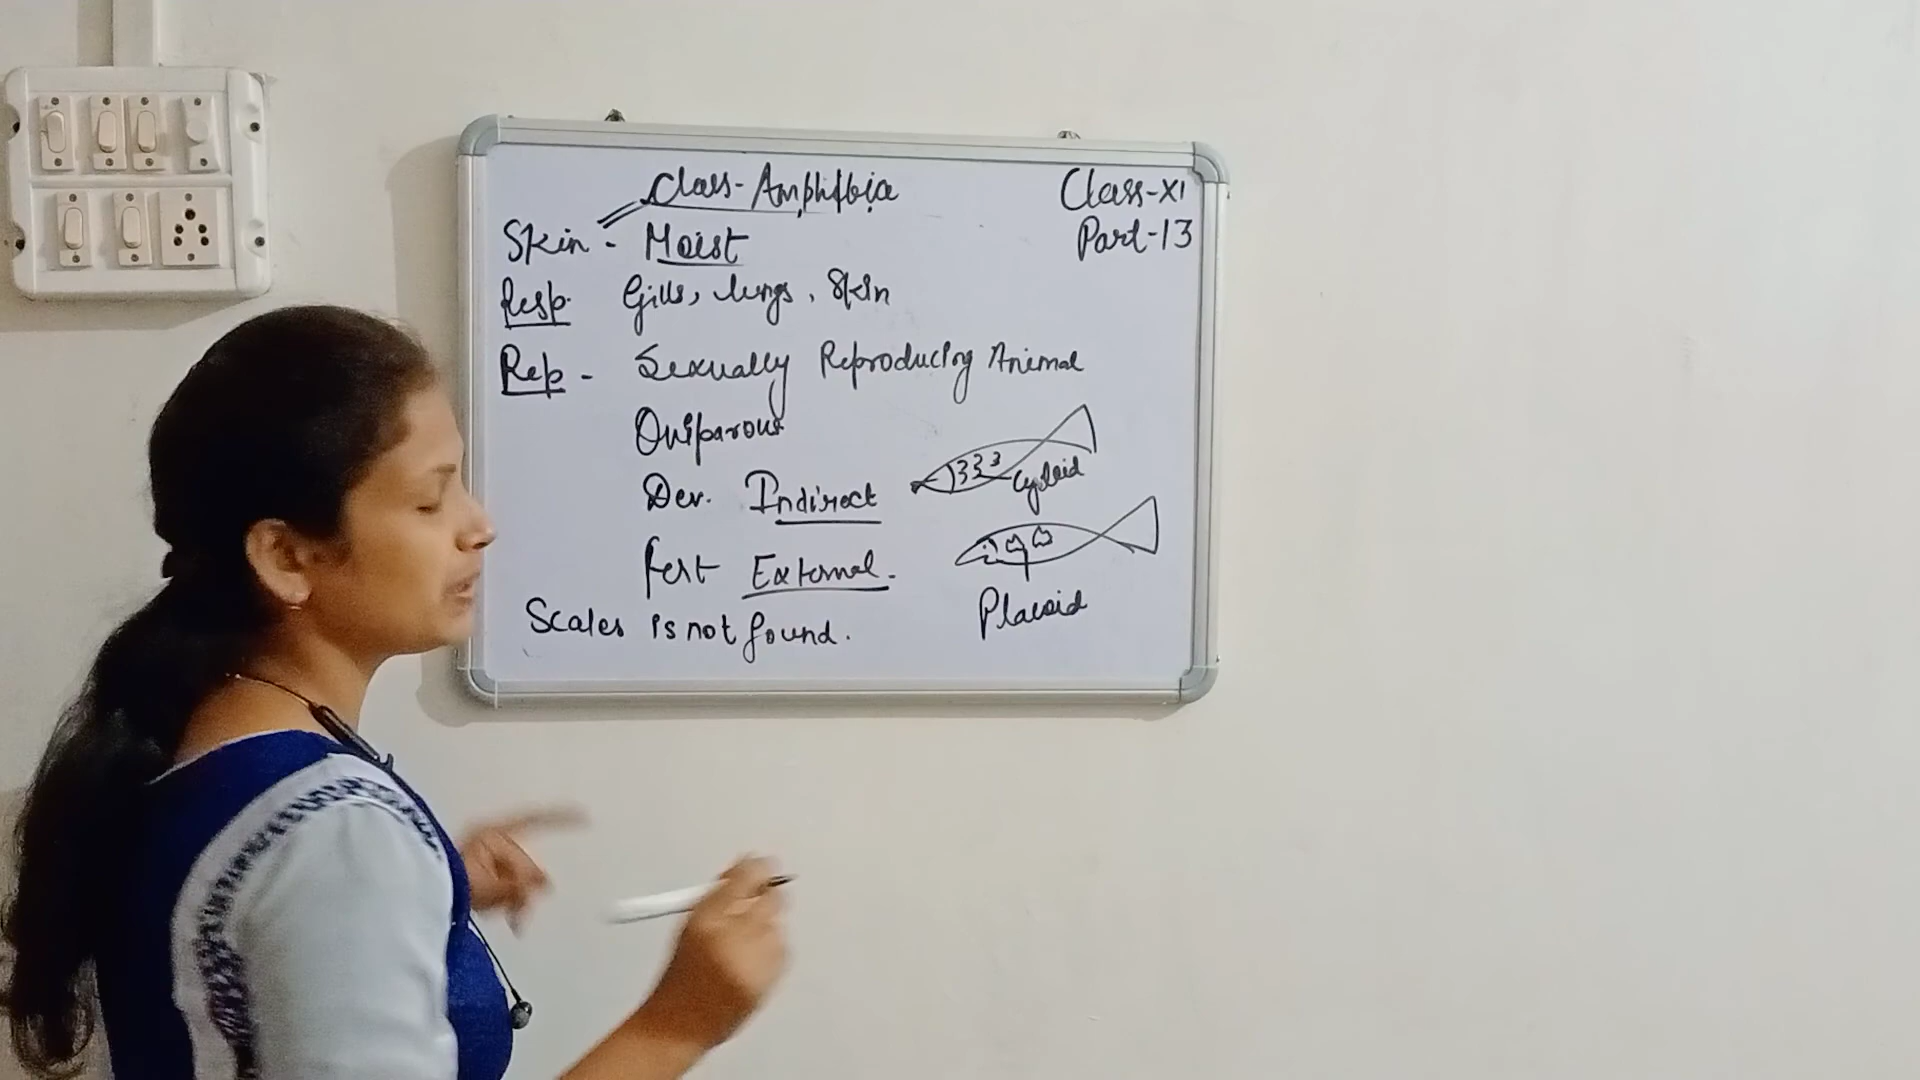 Class-Amphibia
Class-XI
Part-13
Skin - Moist
Resp. Gills, lungs, Skin
Rep - Sexually Reproducing Animal
Oviparous
Dev. Indirect
Fert External.
Scales is not found.
Cycloid
Placoid